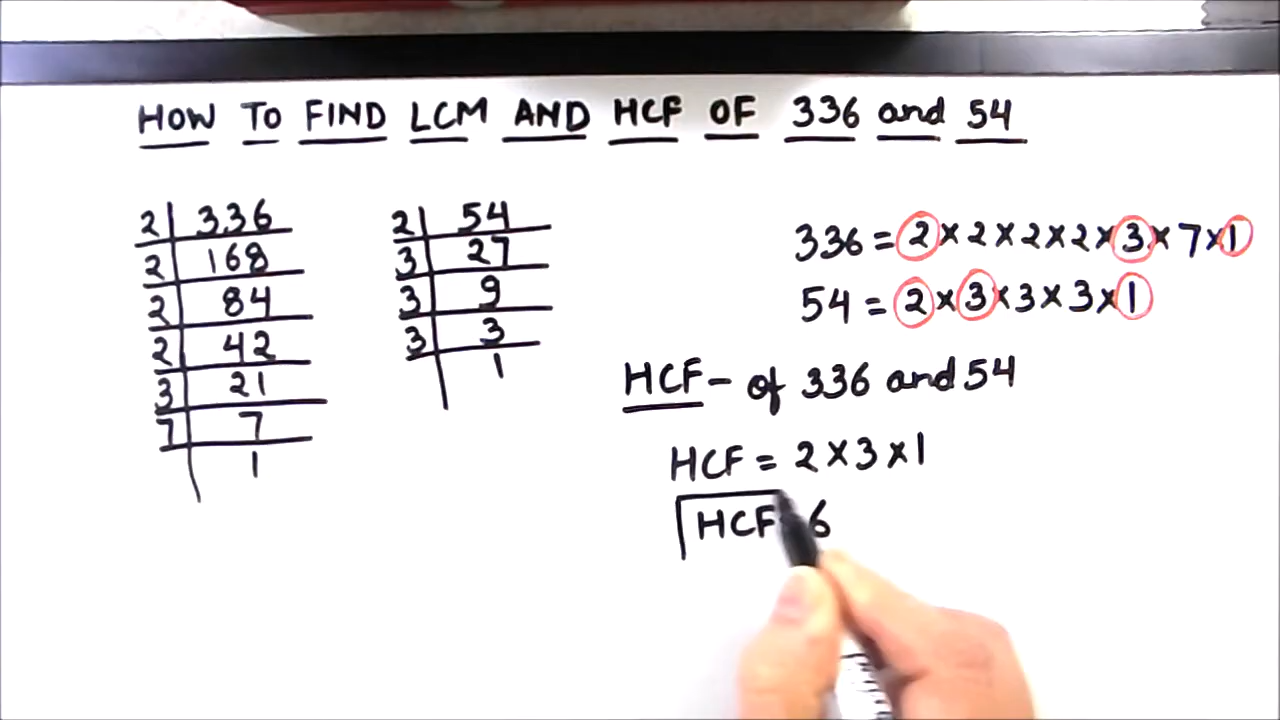 HOW TO FIND LCM AND HCF OF 336 and 54
2 336
2 168
2 84
2 42
3 21
7 7
1
2 54
3 27
3 9
3 3
1
336 = 2 × 2 × 2 × 2 × 3 × 7 × 1
54 = 2 × 3 × 3 × 3 × 1
HCF - of 336 and 54
HCF = 2 × 3 × 1
HCF 6